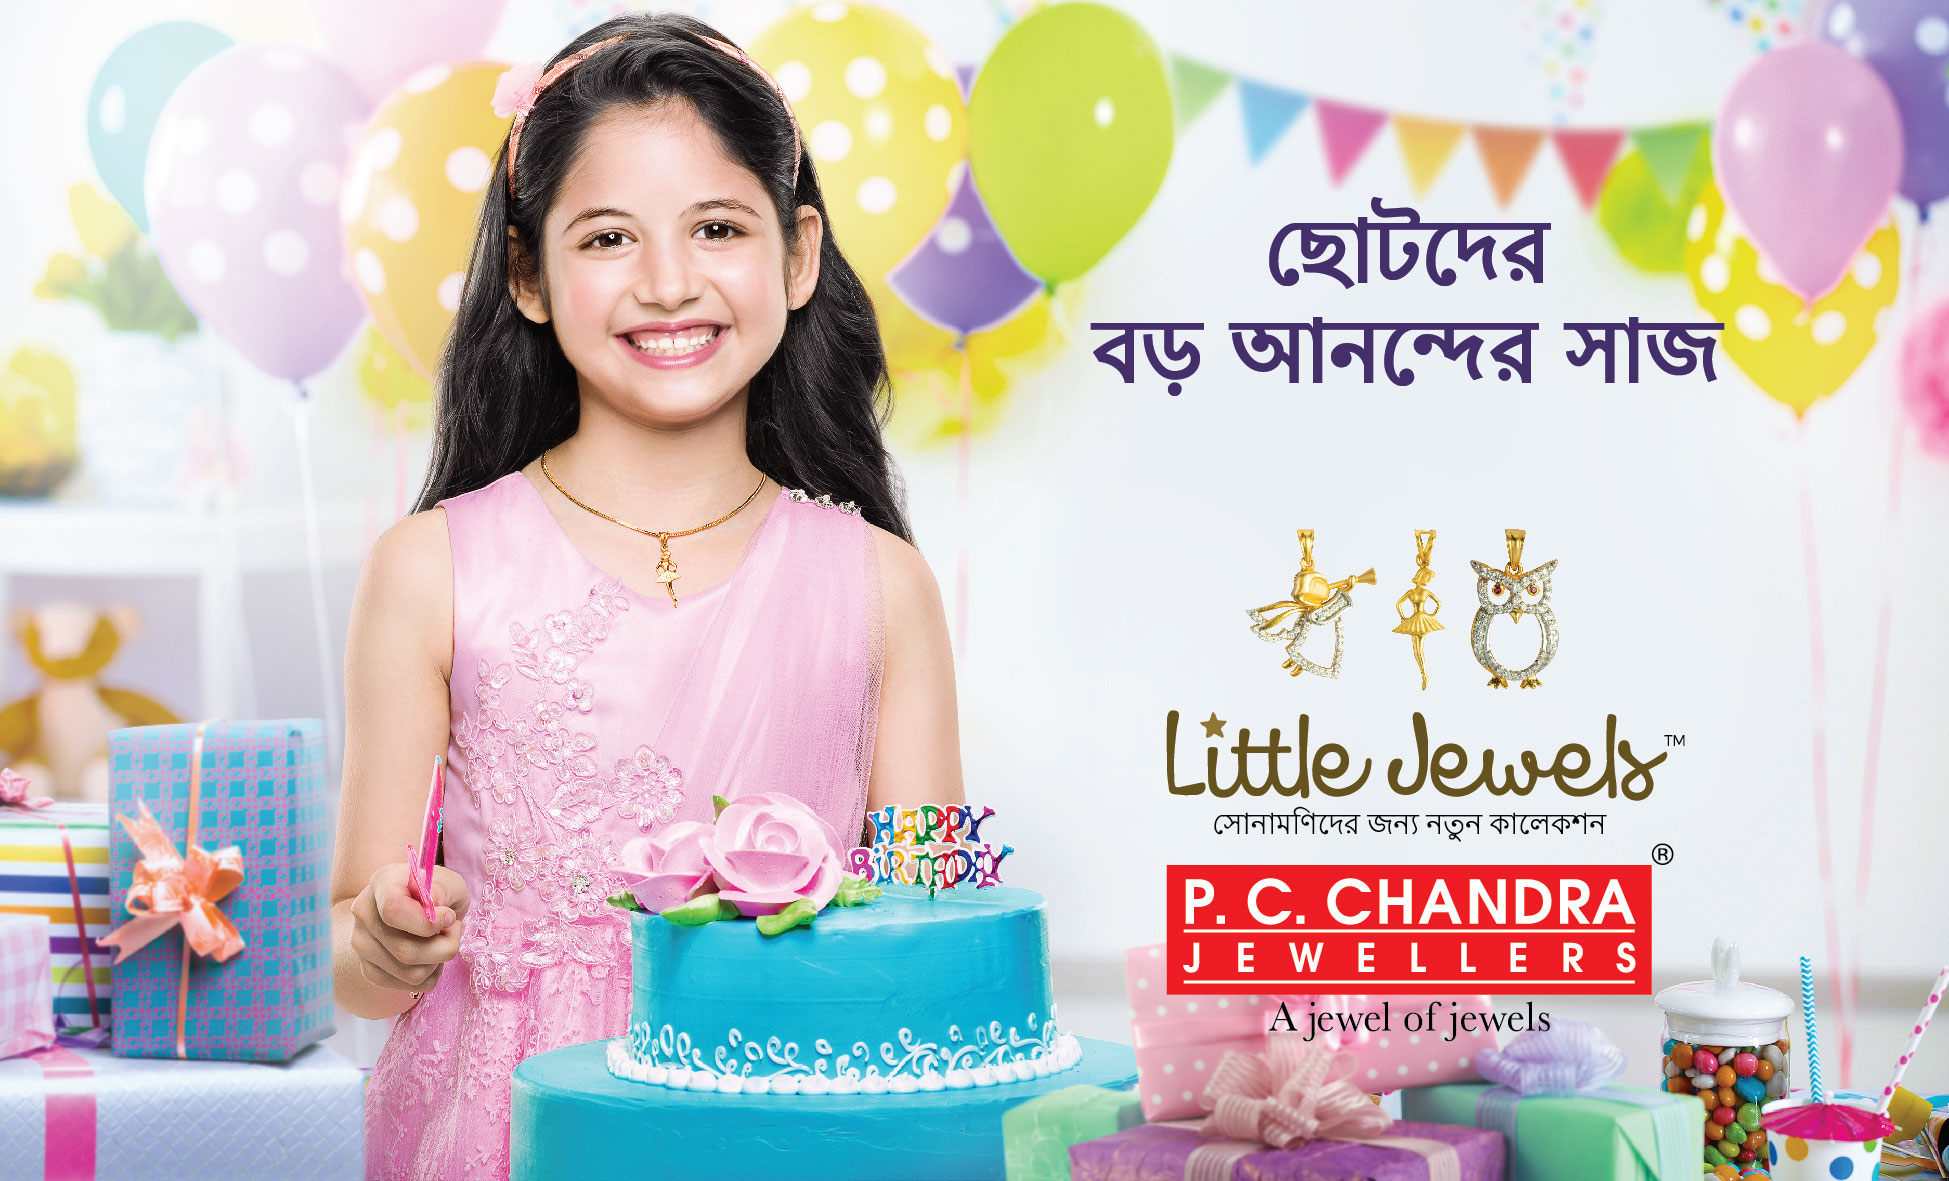 ছোটদের
বড় আনন্দের সাজ
Little Jewels™
সোনামণিদের জন্য নতুন কালেকশন
P. C. CHANDRA ®
JEWELLERS
A jewel of jewels
HAPPY
BiRTHDAY